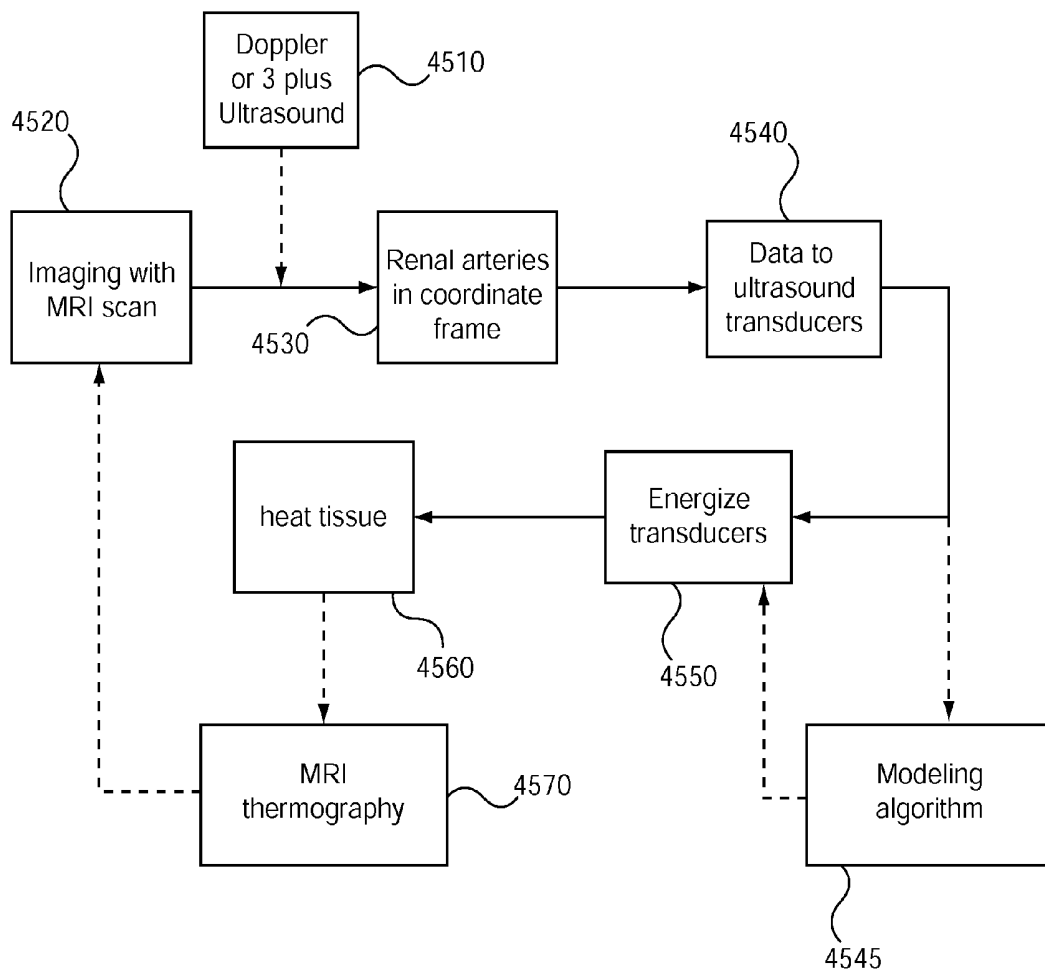 Doppler
or 3 plus
Ultrasound
4510
4520
Imaging with
MRI scan
4530
Renal arteries
in coordinate
frame
4540
Data to
ultrasound
transducers
heat tissue
4560
Energize
transducers
4550
MRI
thermography
4570
Modeling
algorithm
4545